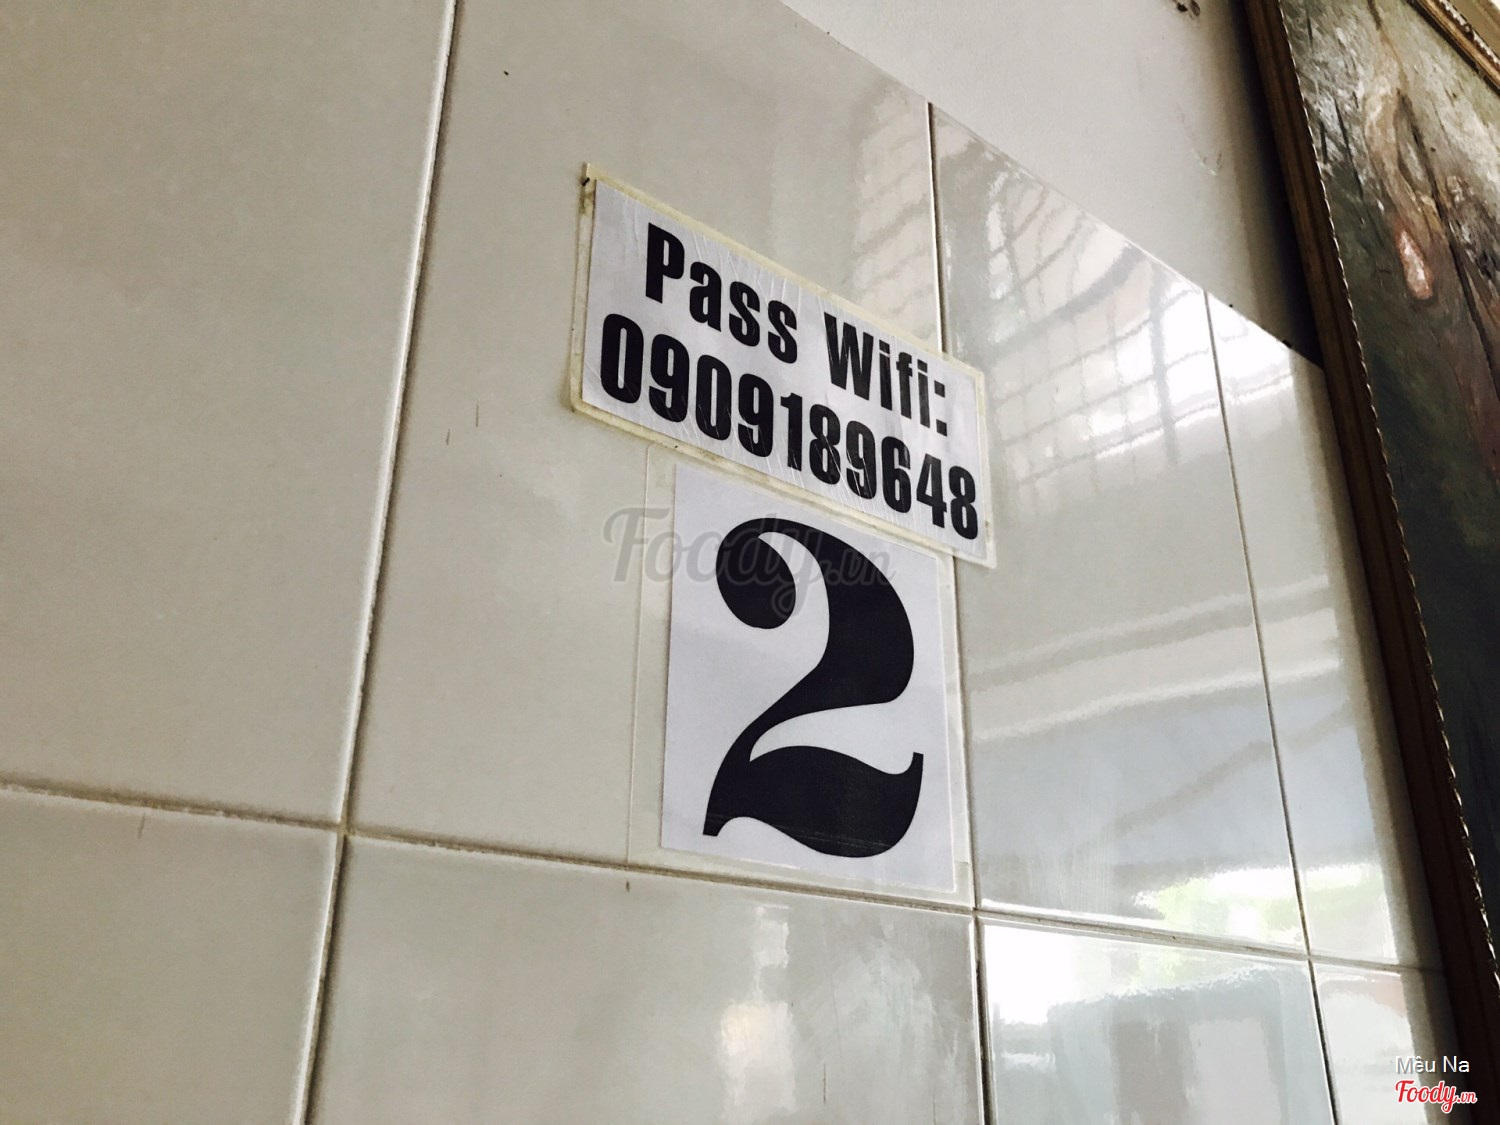 Pass Wifi:
0909189648
2
Foody.vn
Mều Na
Foody.vn